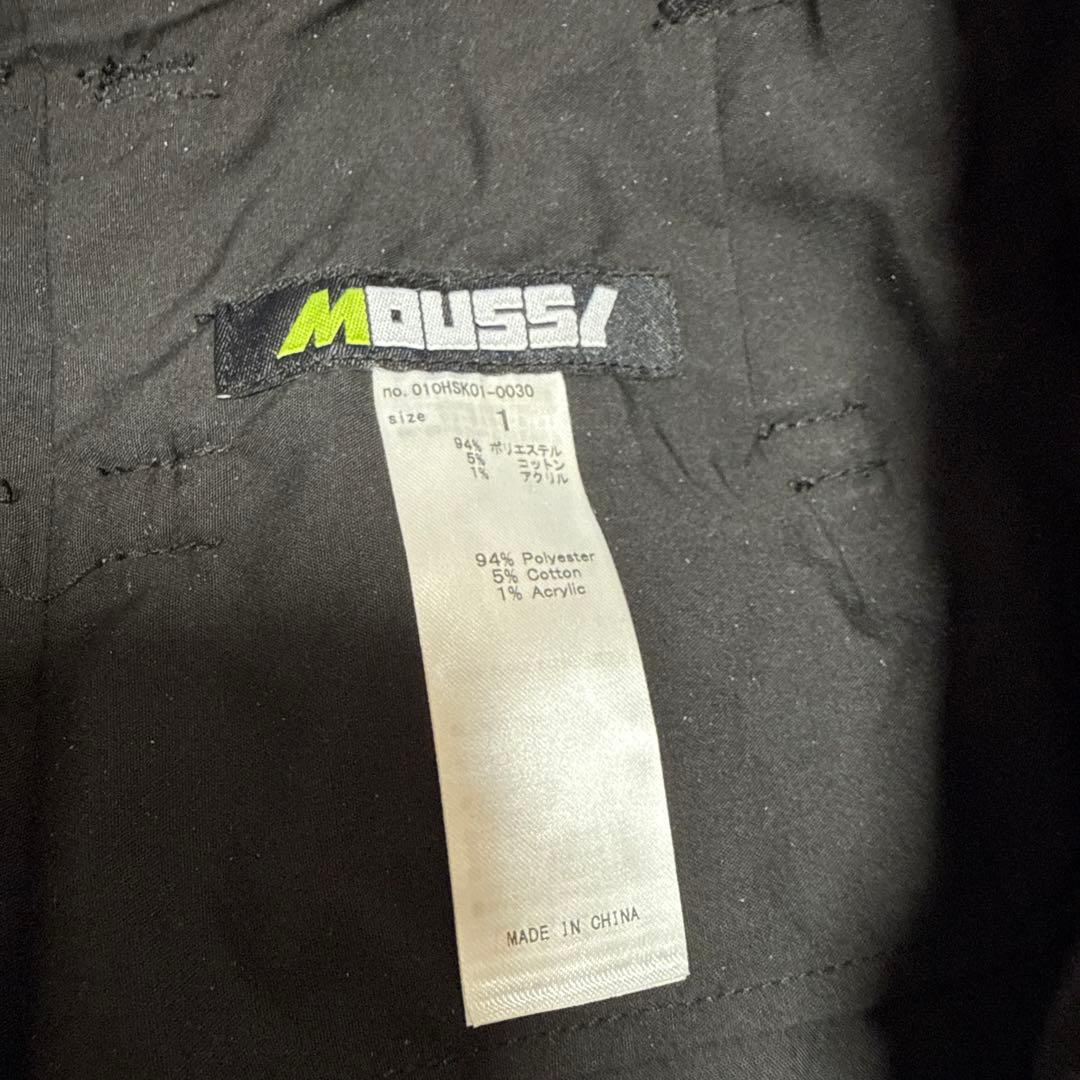 MOUSSY
no. 010HSK01-0030
size 1
94% ポリエステル
5% コットン
1% アクリル
94% Polyester
5% Cotton
1% Acrylic
MADE IN CHINA